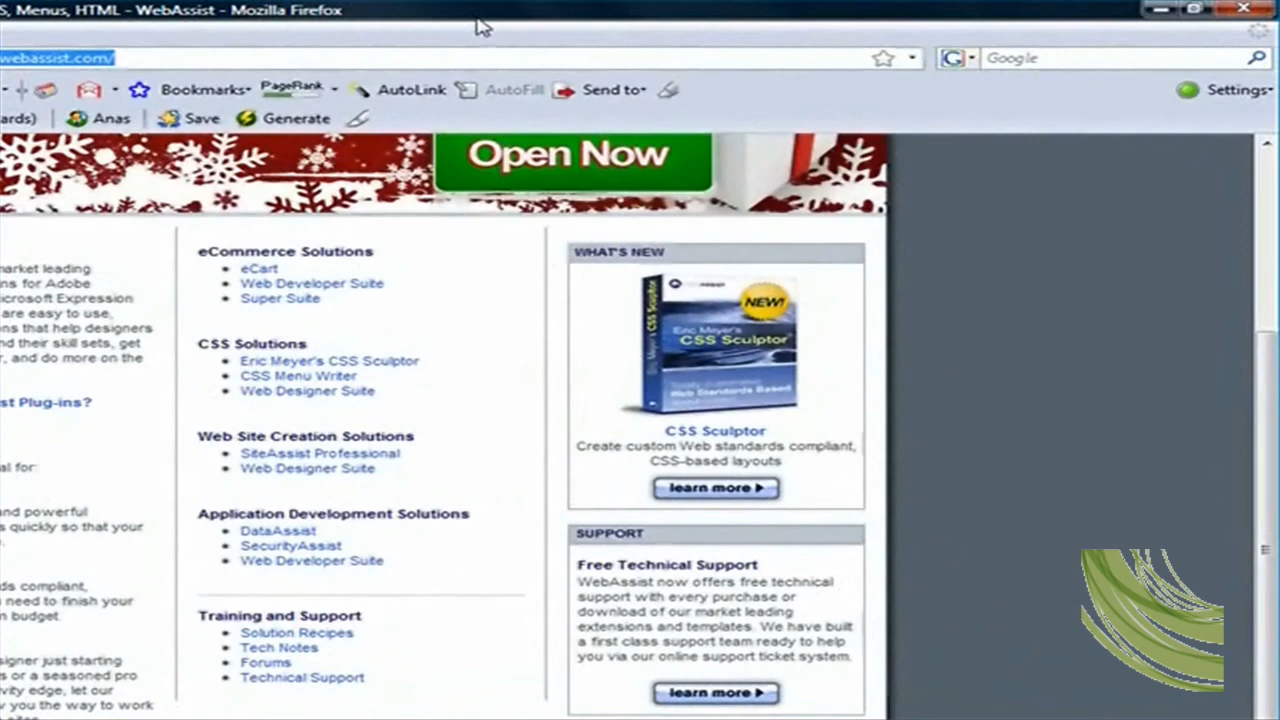 S, Menus, HTML - WebAssist - Mozilla Firefox
webassist.com/
Google
Bookmarks
PageRank
AutoLink
AutoFill
Send to
Settings
ards)
Anas
Save
Generate
Open Now
market leading
ns for Adobe
icrosoft Expression
are easy to use,
ons that help designers
nd their skill sets, get
r, and do more on the
st Plug-ins?
al for:
and powerful
s quickly so that your
ds compliant,
u need to finish your
n budget.
signer just starting
s or a seasoned pro
ivity edge, let our
v you the way to work
eCommerce Solutions
eCart
Web Developer Suite
Super Suite
CSS Solutions
Eric Meyer's CSS Sculptor
CSS Menu Writer
Web Designer Suite
Web Site Creation Solutions
SiteAssist Professional
Web Designer Suite
Application Development Solutions
DataAssist
SecurityAssist
Web Developer Suite
Training and Support
Solution Recipes
Tech Notes
Forums
Technical Support
WHAT'S NEW
NEW!
Eric Meyer's
CSS Sculptor
Web Standards Based
Meyer's CSS Sculptor
CSS Sculptor
Create custom Web standards compliant,
CSS-based layouts
learn more
SUPPORT
Free Technical Support
WebAssist now offers free technical
support with every purchase or
download of our market leading
extensions and templates. We have built
a first class support team ready to help
you via our online support ticket system.
learn more